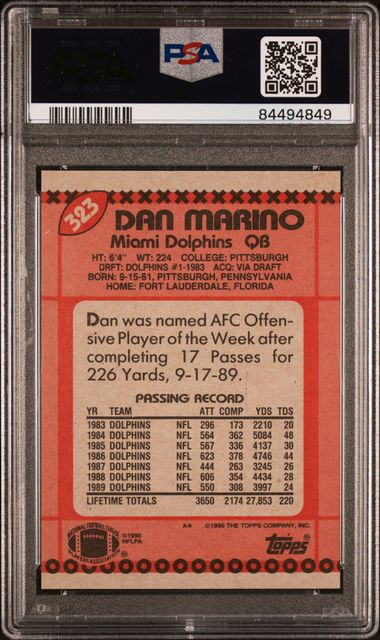 PSA
84494849
323
DAN MARINO
Miami Dolphins QB
HT: 6'4" WT: 224 COLLEGE: PITTSBURGH
DRFT: DOLPHINS #1-1983 ACQ: VIA DRAFT
BORN: 9-15-61, PITTSBURGH, PENNSYLVANIA
HOME: FORT LAUDERDALE, FLORIDA
Dan was named AFC Offen-
sive Player of the Week after
completing 17 Passes for
226 Yards, 9-17-89.
PASSING RECORD
YR TEAM ATT COMP YDS TDS
1983 DOLPHINS NFL 296 173 2210 20
1984 DOLPHINS NFL 564 362 5084 48
1985 DOLPHINS NFL 567 336 4137 30
1986 DOLPHINS NFL 623 378 4746 44
1987 DOLPHINS NFL 444 263 3245 26
1988 DOLPHINS NFL 606 354 4434 28
1989 DOLPHINS NFL 550 308 3997 24
LIFETIME TOTALS 3650 2174 27,853 220
A* ©1990 THE TOPPS COMPANY, INC.
NATIONAL FOOTBALL LEAGUE
PLAYERS ASSOCIATION
©1990
NFLPA
Topps